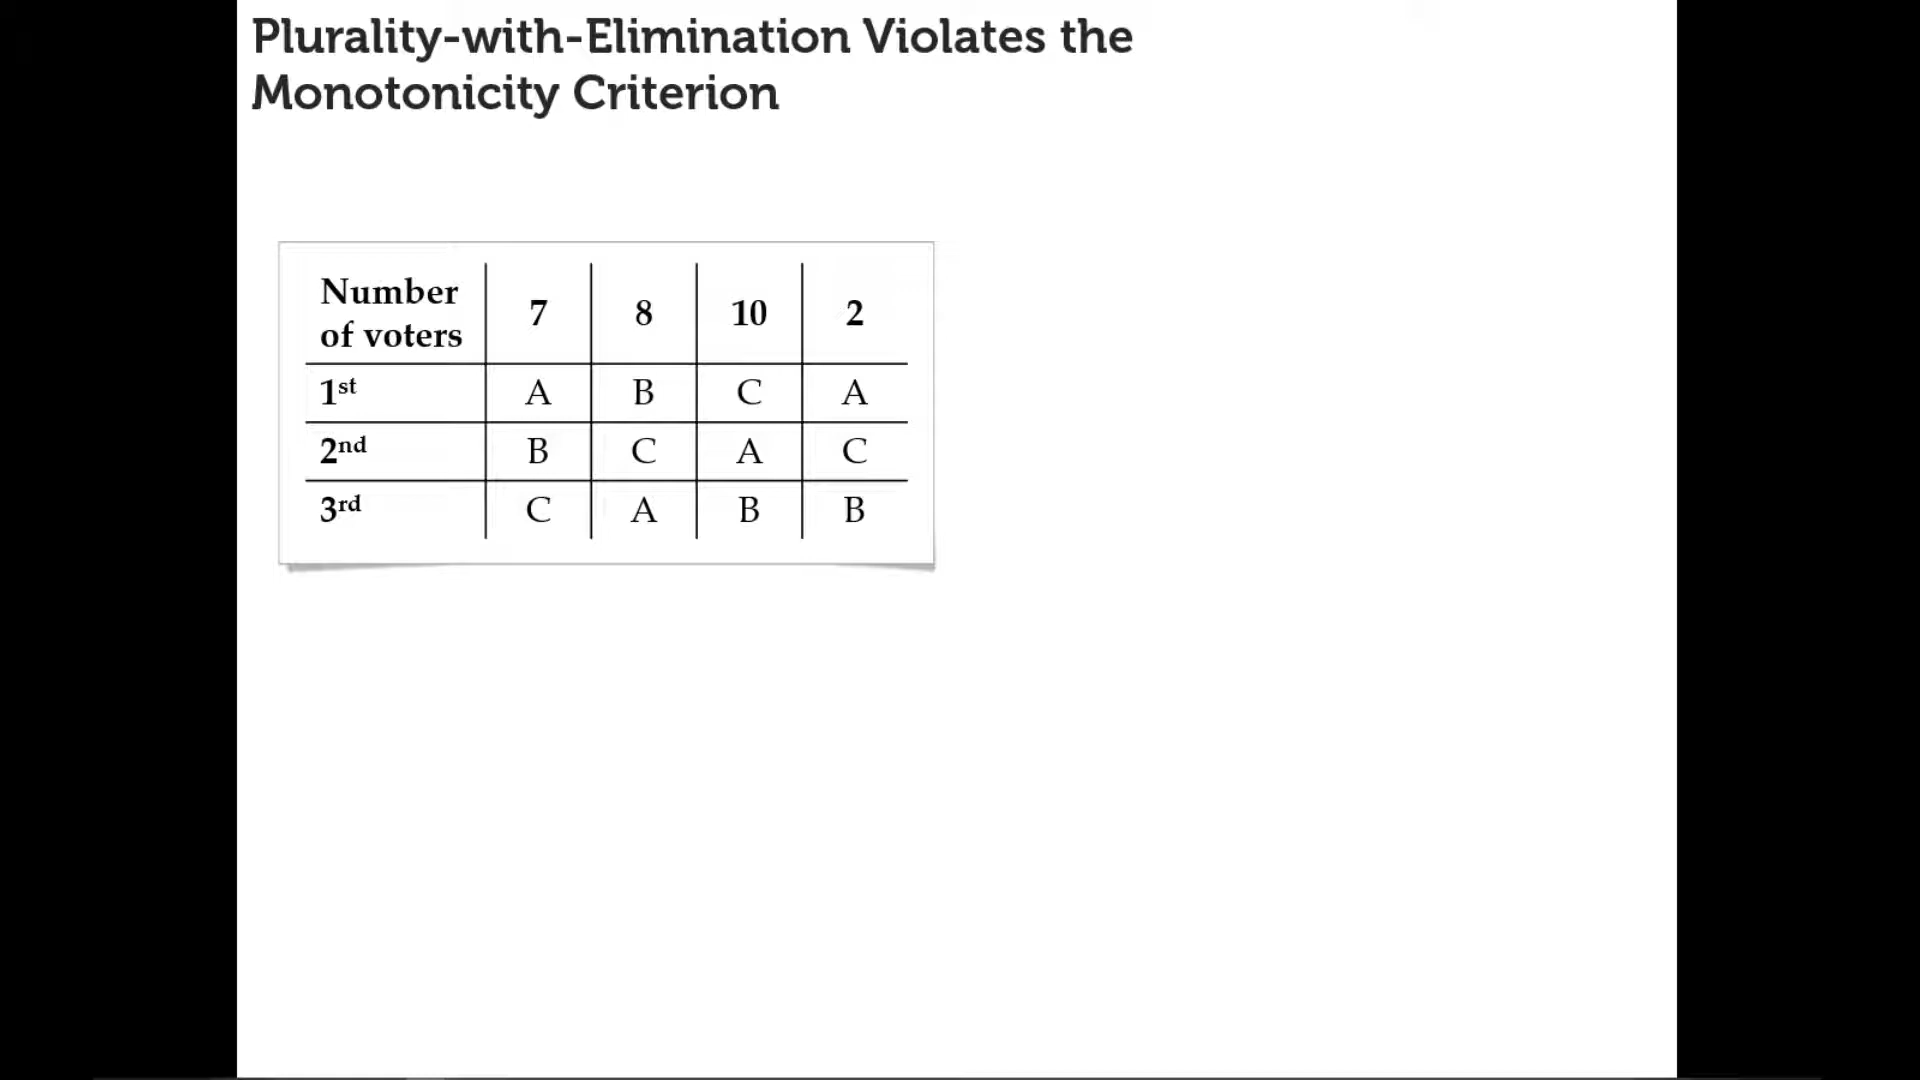 Plurality-with-Elimination Violates the
Monotonicity Criterion
Number
of voters 7 8 10 2
1st A B C A
2nd B C A C
3rd C A B B